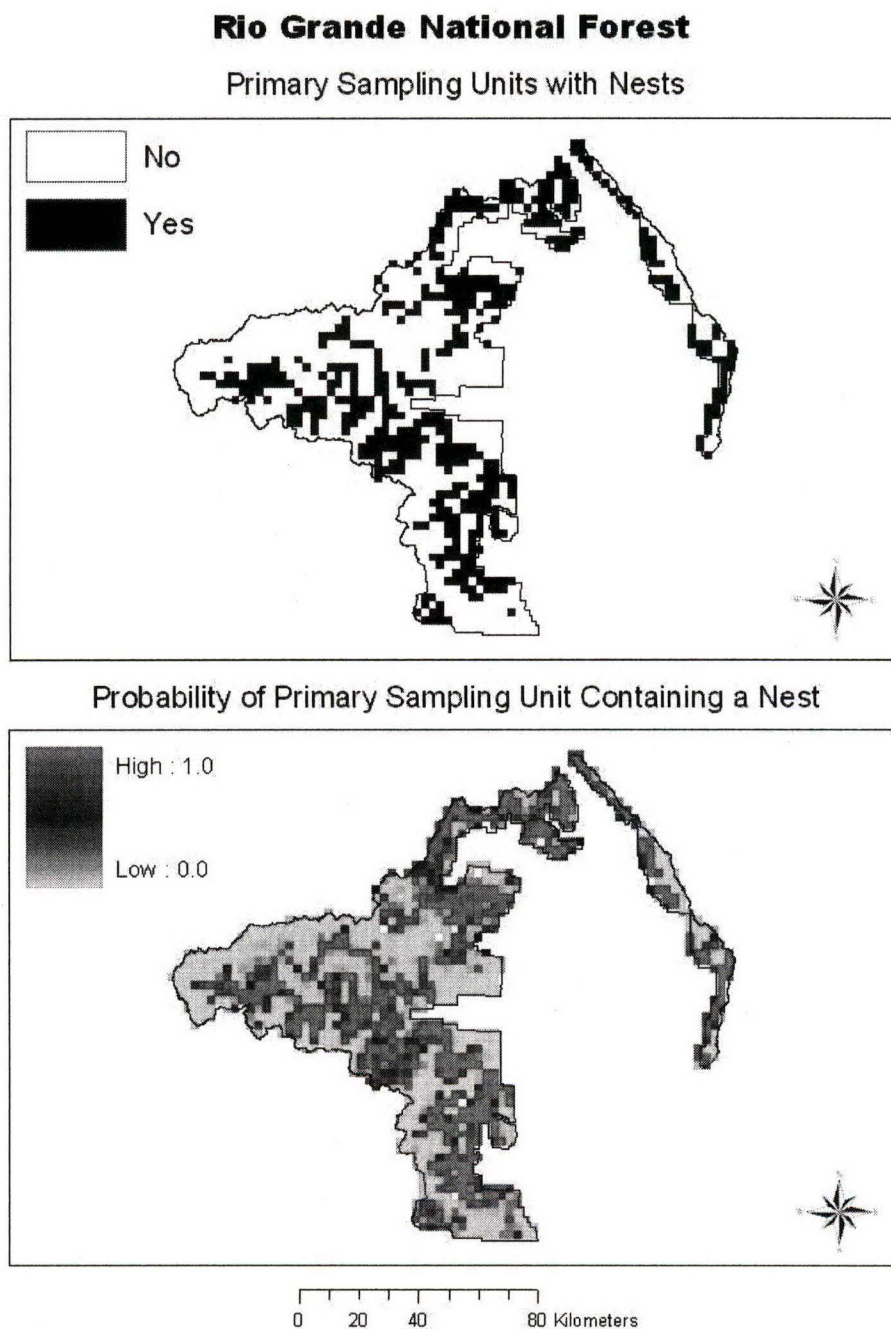 Rio Grande National Forest
Primary Sampling Units with Nests
No
Yes
Probability of Primary Sampling Unit Containing a Nest
High : 1.0
Low : 0.0
0 20 40 80 Kilometers